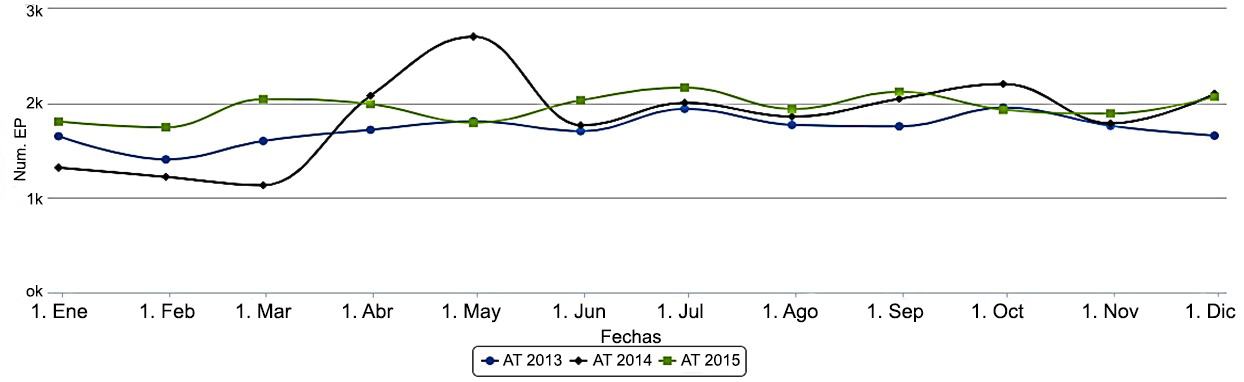 3k
2k
1k
0k
Num. EP
1. Ene 1. Feb 1. Mar 1. Abr 1. May 1. Jun 1. Jul 1. Ago 1. Sep 1. Oct 1. Nov 1. Dic
Fechas
AT 2013 AT 2014 AT 2015